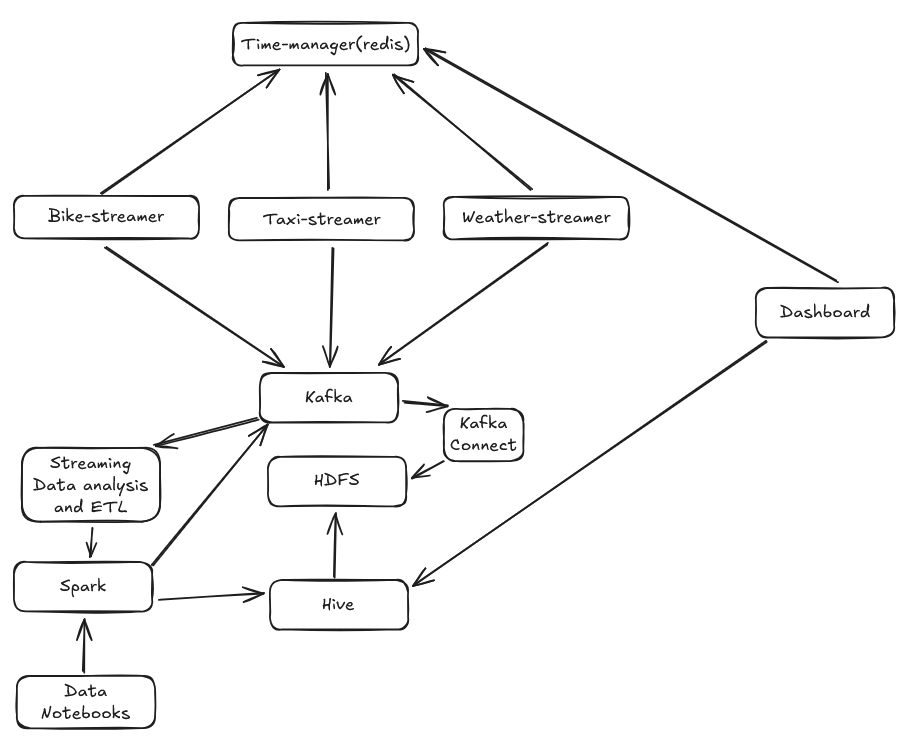 Time-manager(redis)
Bike-streamer
Taxi-streamer
Weather-streamer
Dashboard
Kafka
Kafka
Connect
Streaming
Data analysis
and ETL
HDFS
Spark
Hive
Data
Notebooks